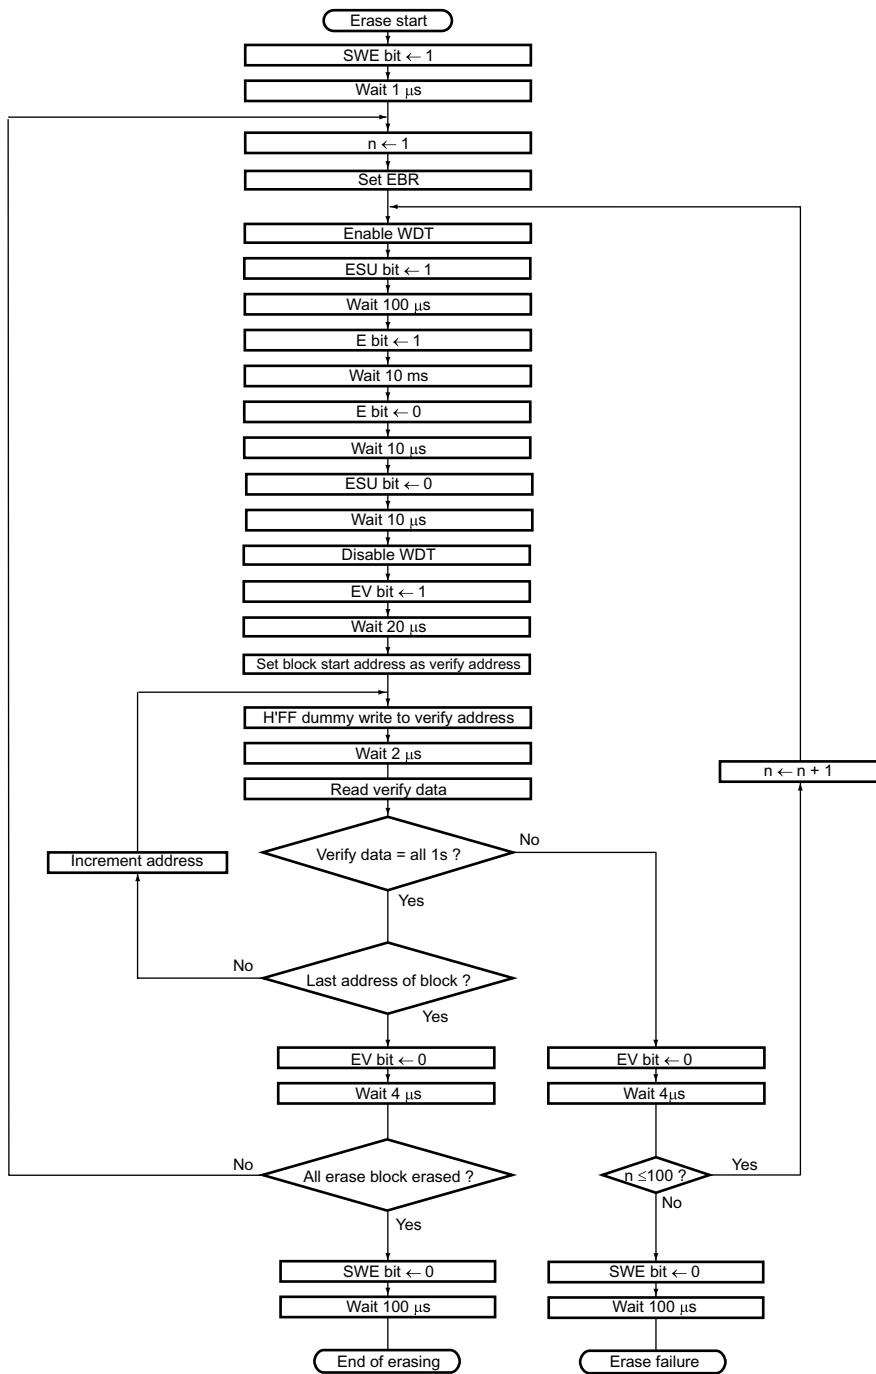 Erase start
SWE bit ← 1
Wait 1 μs
n ← 1
Set EBR
Enable WDT
ESU bit ← 1
Wait 100 μs
E bit ← 1
Wait 10 ms
E bit ← 0
Wait 10 μs
ESU bit ← 0
Wait 10 μs
Disable WDT
EV bit ← 1
Wait 20 μs
Set block start address as verify address
H'FF dummy write to verify address
Wait 2 μs
n ← n + 1
Read verify data
No
Increment address
Verify data = all 1s ?
Yes
No
Last address of block ?
Yes
EV bit ← 0
EV bit ← 0
Wait 4 μs
Wait 4μs
No
All erase block erased ?
n ≤100 ?
Yes
Yes
No
SWE bit ← 0
SWE bit ← 0
Wait 100 μs
Wait 100 μs
End of erasing
Erase failure